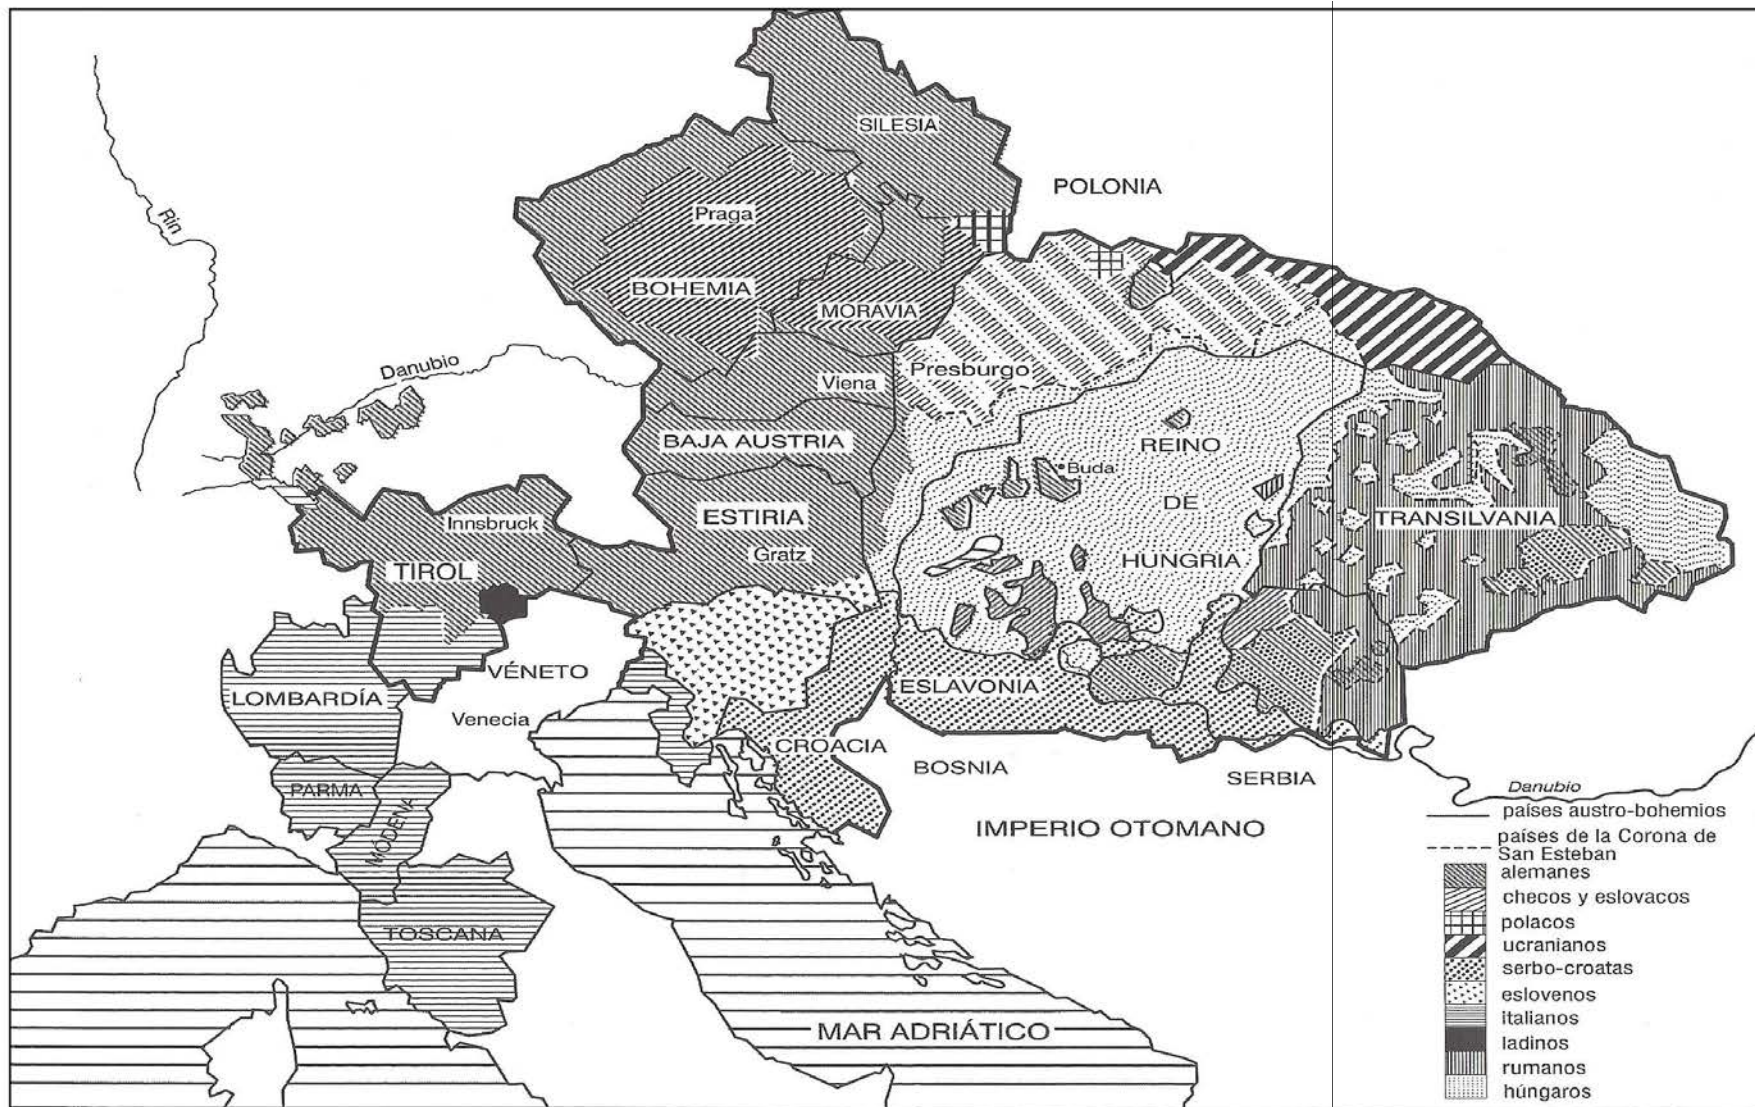 SILESIA
POLONIA
Rin
Praga
BOHEMIA
MORAVIA
Danubio
Viena
Presburgo
BAJA AUSTRIA
REINO
Buda
DE
ESTIRIA
Innsbruck
TRANSILVANIA
Gratz
HUNGRIA
TIROL
VÉNETO
ESLAVONIA
LOMBARDÍA
Venecia
CROACIA
BOSNIA
SERBIA
PARMA
MÓDENA
IMPERIO OTOMANO
TOSCANA
MAR ADRIÁTICO
Danubio
países austro-bohemios
países de la Corona de
San Esteban
alemanes
checos y eslovacos
polacos
ucranianos
serbo-croatas
eslovenos
italianos
ladinos
rumanos
húngaros